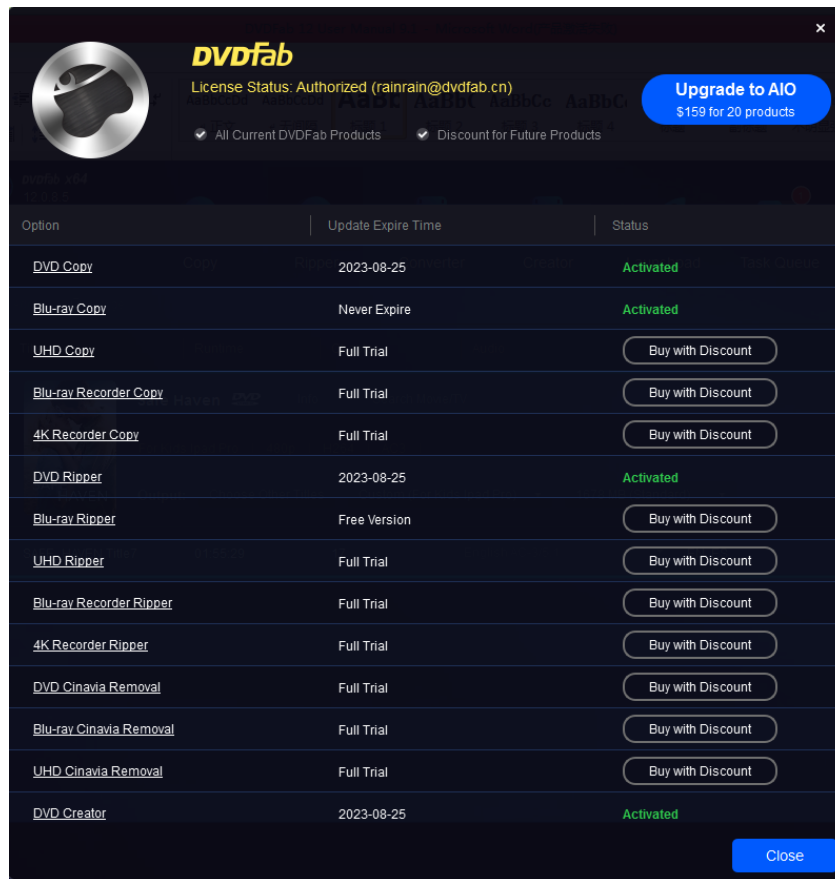 ×
DVDFab
License Status: Authorized (rainrain@dvdfab.cn)
Upgrade to AIO
$159 for 20 products
All Current DVDFab Products
Discount for Future Products
Option Update Expire Time Status
DVD Copy 2023-08-25 Activated
Blu-ray Copy Never Expire Activated
UHD Copy Full Trial Buy with Discount
Blu-ray Recorder Copy Full Trial Buy with Discount
4K Recorder Copy Full Trial Buy with Discount
DVD Ripper 2023-08-25 Activated
Blu-ray Ripper Free Version Buy with Discount
UHD Ripper Full Trial Buy with Discount
Blu-ray Recorder Ripper Full Trial Buy with Discount
4K Recorder Ripper Full Trial Buy with Discount
DVD Cinavia Removal Full Trial Buy with Discount
Blu-ray Cinavia Removal Full Trial Buy with Discount
UHD Cinavia Removal Full Trial Buy with Discount
DVD Creator 2023-08-25 Activated
Close